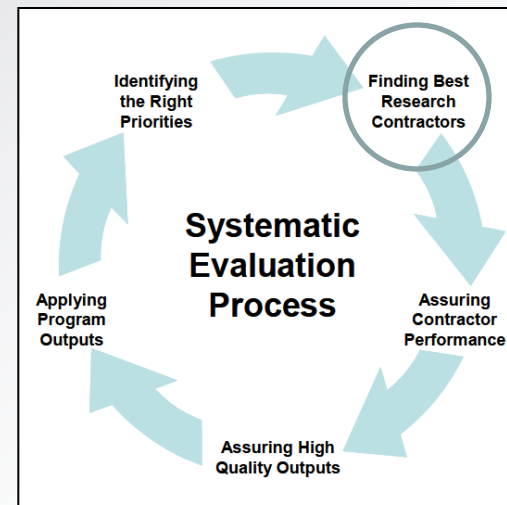 Identifying
the Right
Priorities
Finding Best
Research
Contractors
Systematic
Evaluation
Process
Applying
Program
Outputs
Assuring
Contractor
Performance
Assuring High
Quality Outputs